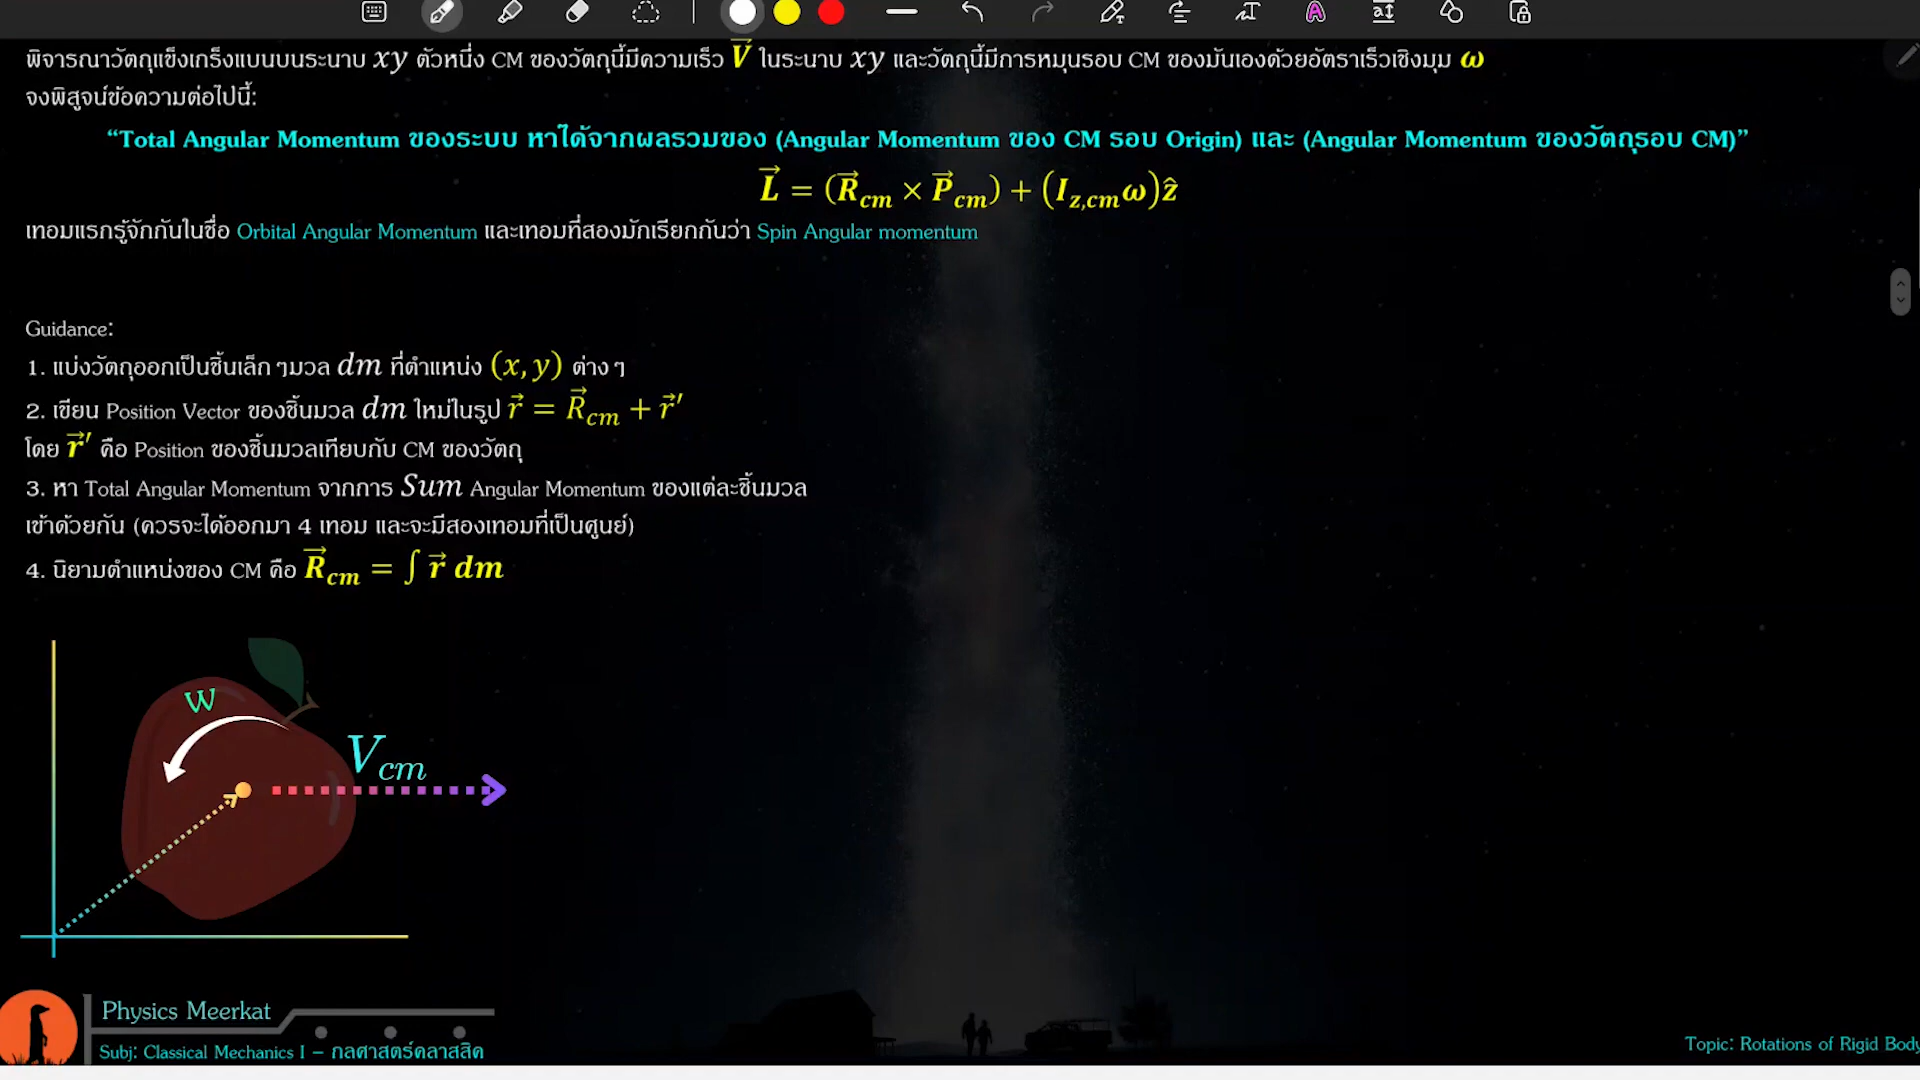 พิจารณาวัตถุแข็งเกร็งแบนบนระนาบ xy ตัวหนึ่ง CM ของวัตถุนี้มีความเร็ว V⃗ ในระนาบ xy และวัตถุนี้มีการหมุนรอบ CM ของมันเองด้วยอัตราเร็วเชิงมุม ω
จงพิสูจน์ข้อความต่อไปนี้:
“Total Angular Momentum ของระบบ หาได้จากผลรวมของ (Angular Momentum ของ CM รอบ Origin) และ (Angular Momentum ของวัตถุรอบ CM)”
L⃗ = (R⃗cm × P⃗cm) + (Iz,cm ω)ẑ
เทอมแรกรู้จักกันในชื่อ Orbital Angular Momentum และเทอมที่สองมักเรียกกันว่า Spin Angular momentum
Guidance:
1. แบ่งวัตถุออกเป็นชิ้นเล็กๆมวล dm ที่ตำแหน่ง (x, y) ต่างๆ
2. เขียน Position Vector ของชิ้นมวล dm ใหม่ในรูป r⃗ = R⃗cm + r⃗′
โดย r⃗′ คือ Position ของชิ้นมวลเทียบกับ CM ของวัตถุ
3. หา Total Angular Momentum จากการ Sum Angular Momentum ของแต่ละชิ้นมวล
เข้าด้วยกัน (ควรจะได้ออกมา 4 เทอม และจะมีสองเทอมที่เป็นศูนย์)
4. นิยามตำแหน่งของ CM คือ R⃗cm = ∫ r⃗ dm
W
Vcm
Physics Meerkat
Subj: Classical Mechanics I – กลศาสตร์คลาสสิค
Topic: Rotations of Rigid Body